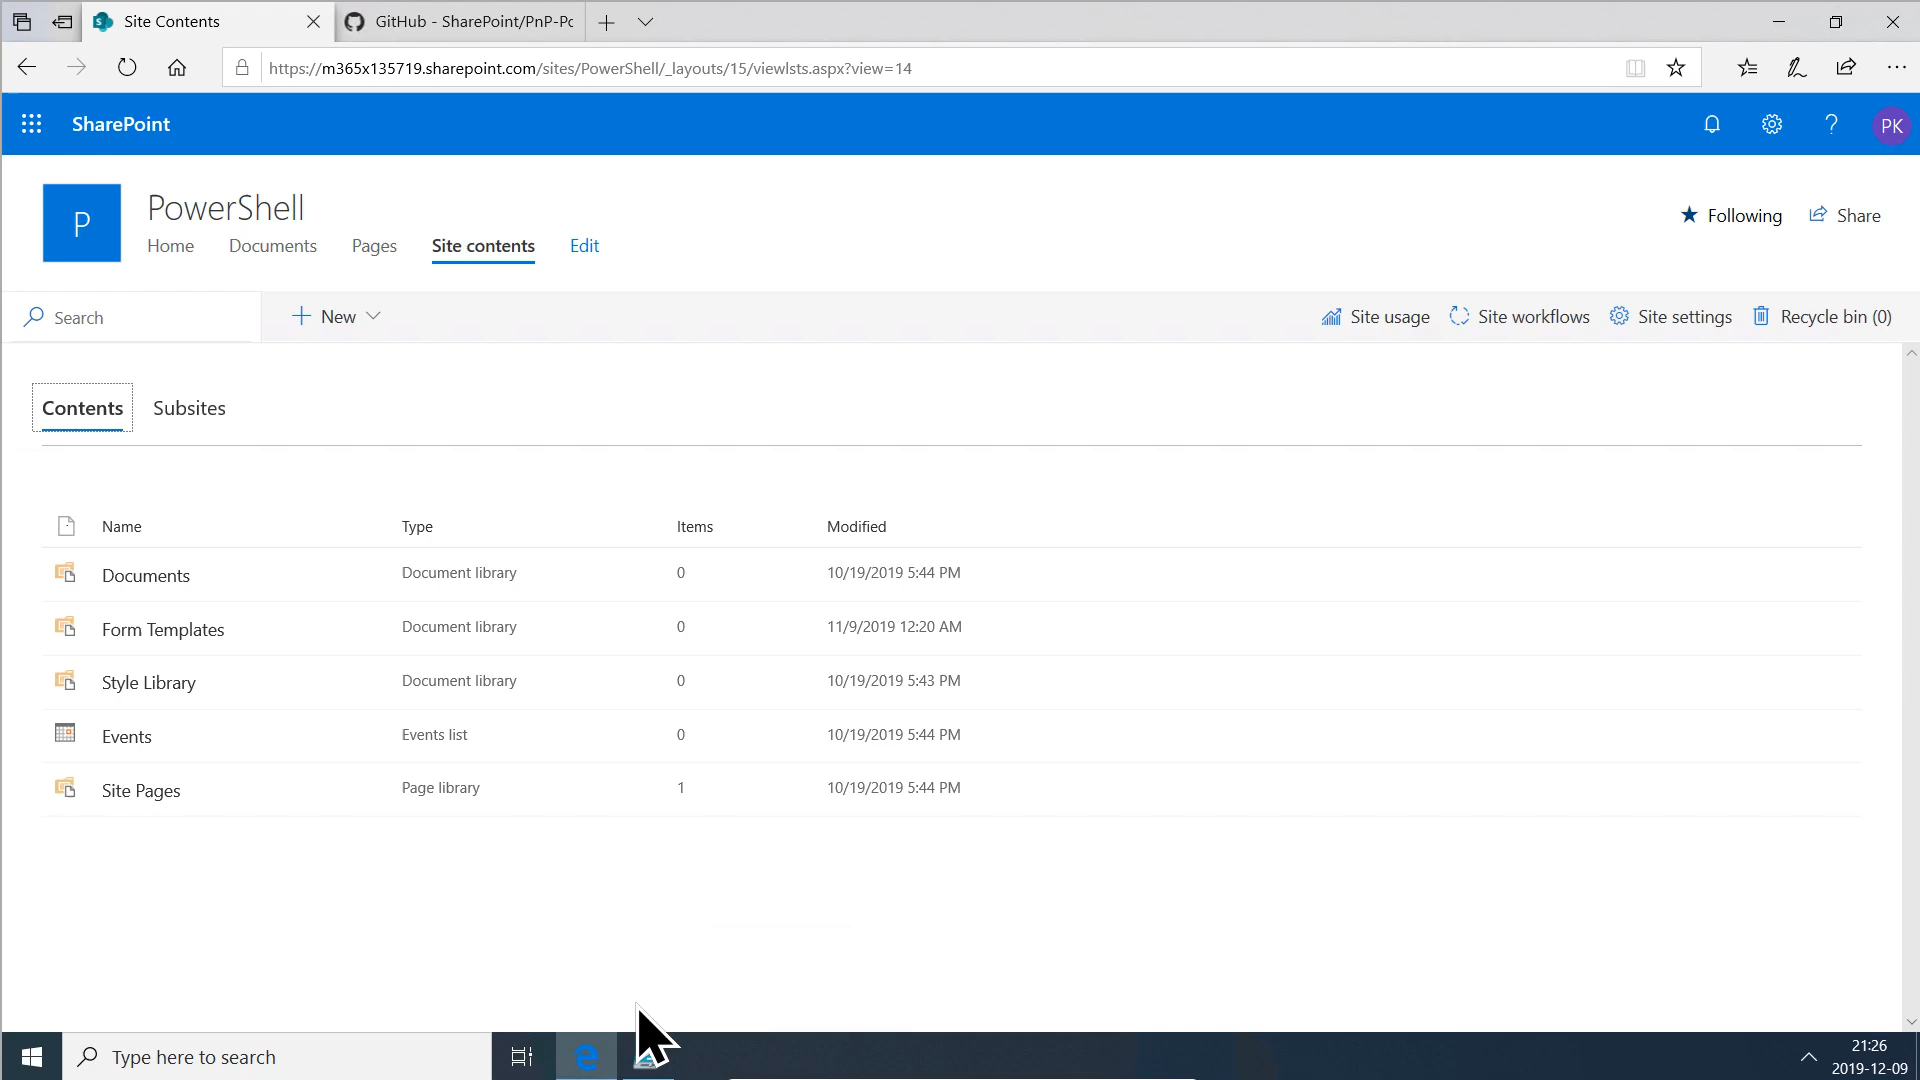 Site Contents
GitHub - SharePoint/PnP-Pc
https://m365x135719.sharepoint.com/sites/PowerShell/_layouts/15/viewlsts.aspx?view=14
SharePoint
PK
P
PowerShell
Home Documents Pages Site contents Edit
Following Share
Search
New
Site usage Site workflows Site settings Recycle bin (0)
Contents Subsites
Name Type Items Modified
Documents Document library 0 10/19/2019 5:44 PM
Form Templates Document library 0 11/9/2019 12:20 AM
Style Library Document library 0 10/19/2019 5:43 PM
Events Events list 0 10/19/2019 5:44 PM
Site Pages Page library 1 10/19/2019 5:44 PM
Type here to search
21:26
2019-12-09